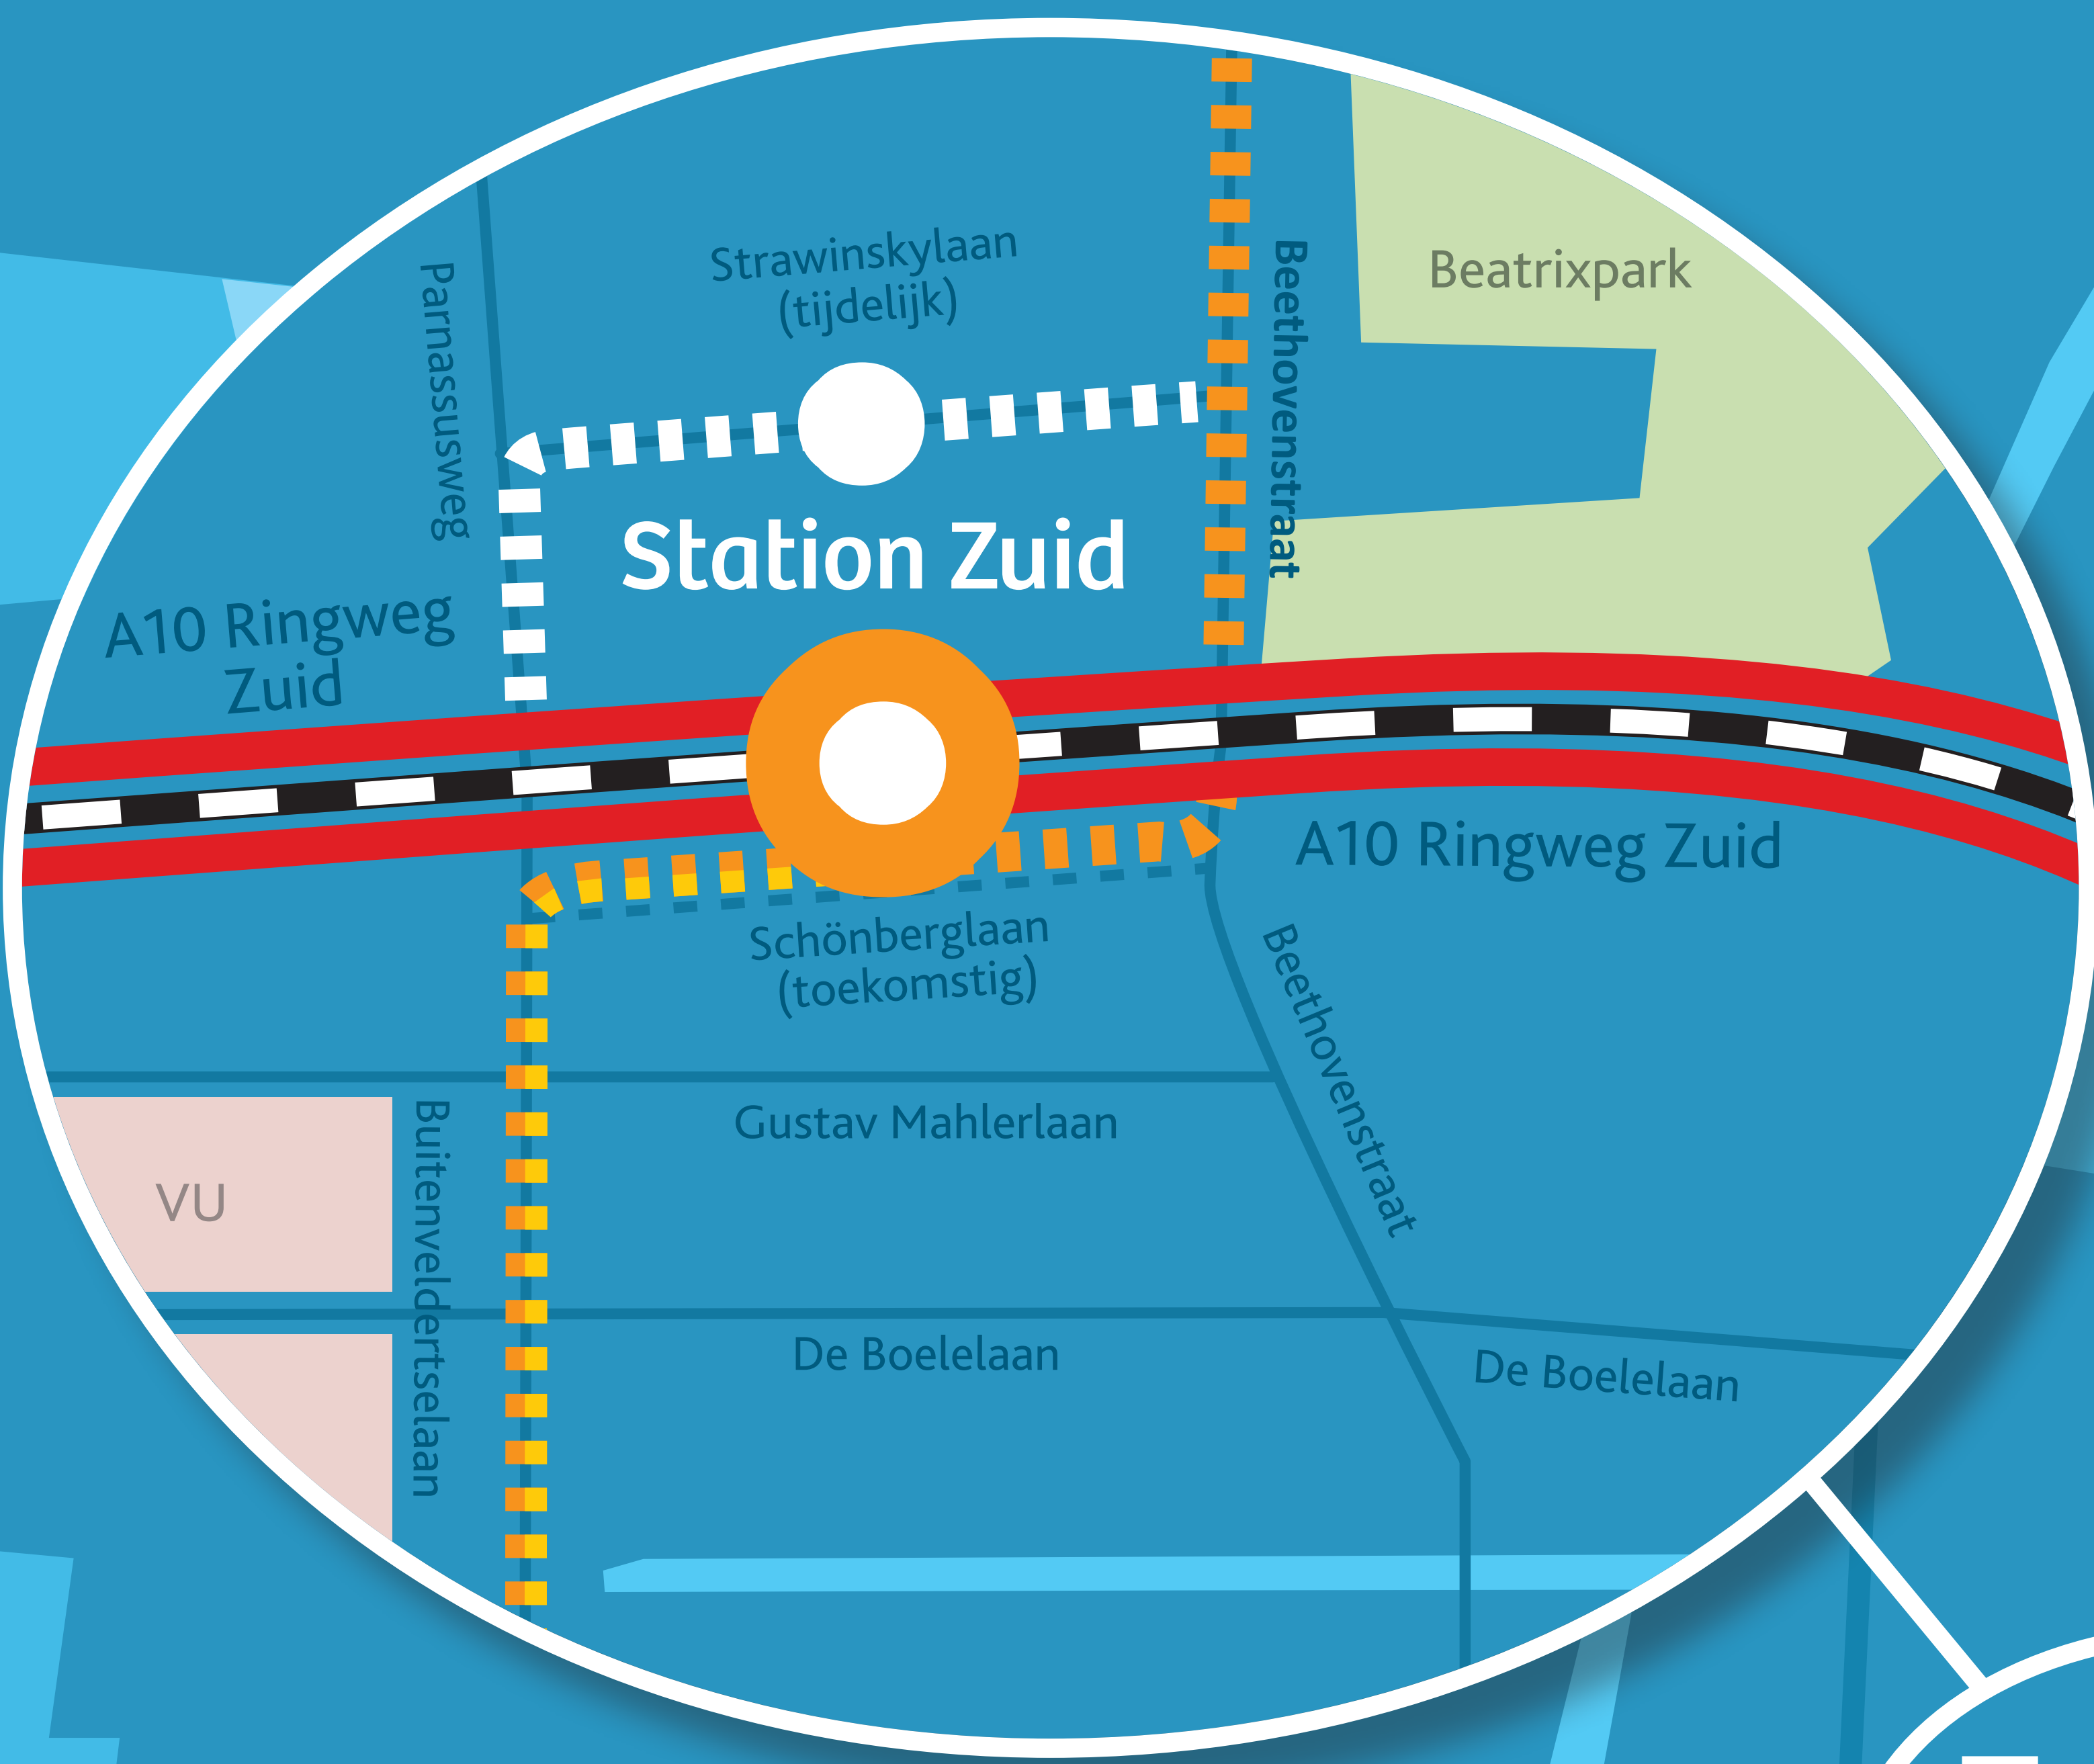 Strawinskylaan
(tijdelijk)
Parnassusweg
Beethovenstraat
Beatrixpark
Station Zuid
A10 Ringweg
Zuid
A10 Ringweg Zuid
Schönberglaan
(toekomstig)
Beethovenstraat
Gustav Mahlerlaan
VU
Buitenveldertselaan
De Boelelaan
De Boelelaan